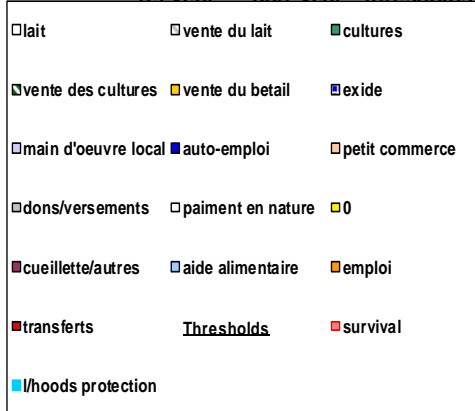 lait vente du lait cultures
vente des cultures vente du betail exide
main d'oeuvre local auto-emploi petit commerce
dons/versements paiment en nature 0
cueillette/autres aide alimentaire emploi
transferts Thresholds survival
l/hoods protection